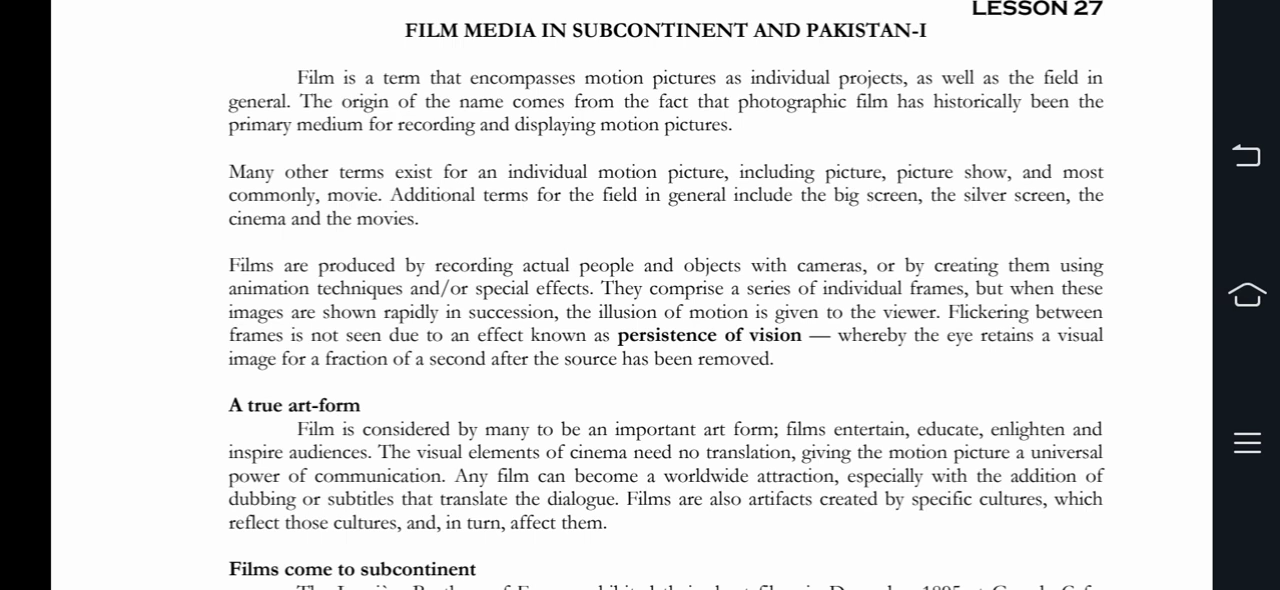 LESSON 27
FILM MEDIA IN SUBCONTINENT AND PAKISTAN-I
Film is a term that encompasses motion pictures as individual projects, as well as the field in
general. The origin of the name comes from the fact that photographic film has historically been the
primary medium for recording and displaying motion pictures.
Many other terms exist for an individual motion picture, including picture, picture show, and most
commonly, movie. Additional terms for the field in general include the big screen, the silver screen, the
cinema and the movies.
Films are produced by recording actual people and objects with cameras, or by creating them using
animation techniques and/or special effects. They comprise a series of individual frames, but when these
images are shown rapidly in succession, the illusion of motion is given to the viewer. Flickering between
frames is not seen due to an effect known as persistence of vision — whereby the eye retains a visual
image for a fraction of a second after the source has been removed.
A true art-form
Film is considered by many to be an important art form; films entertain, educate, enlighten and
inspire audiences. The visual elements of cinema need no translation, giving the motion picture a universal
power of communication. Any film can become a worldwide attraction, especially with the addition of
dubbing or subtitles that translate the dialogue. Films are also artifacts created by specific cultures, which
reflect those cultures, and, in turn, affect them.
Films come to subcontinent